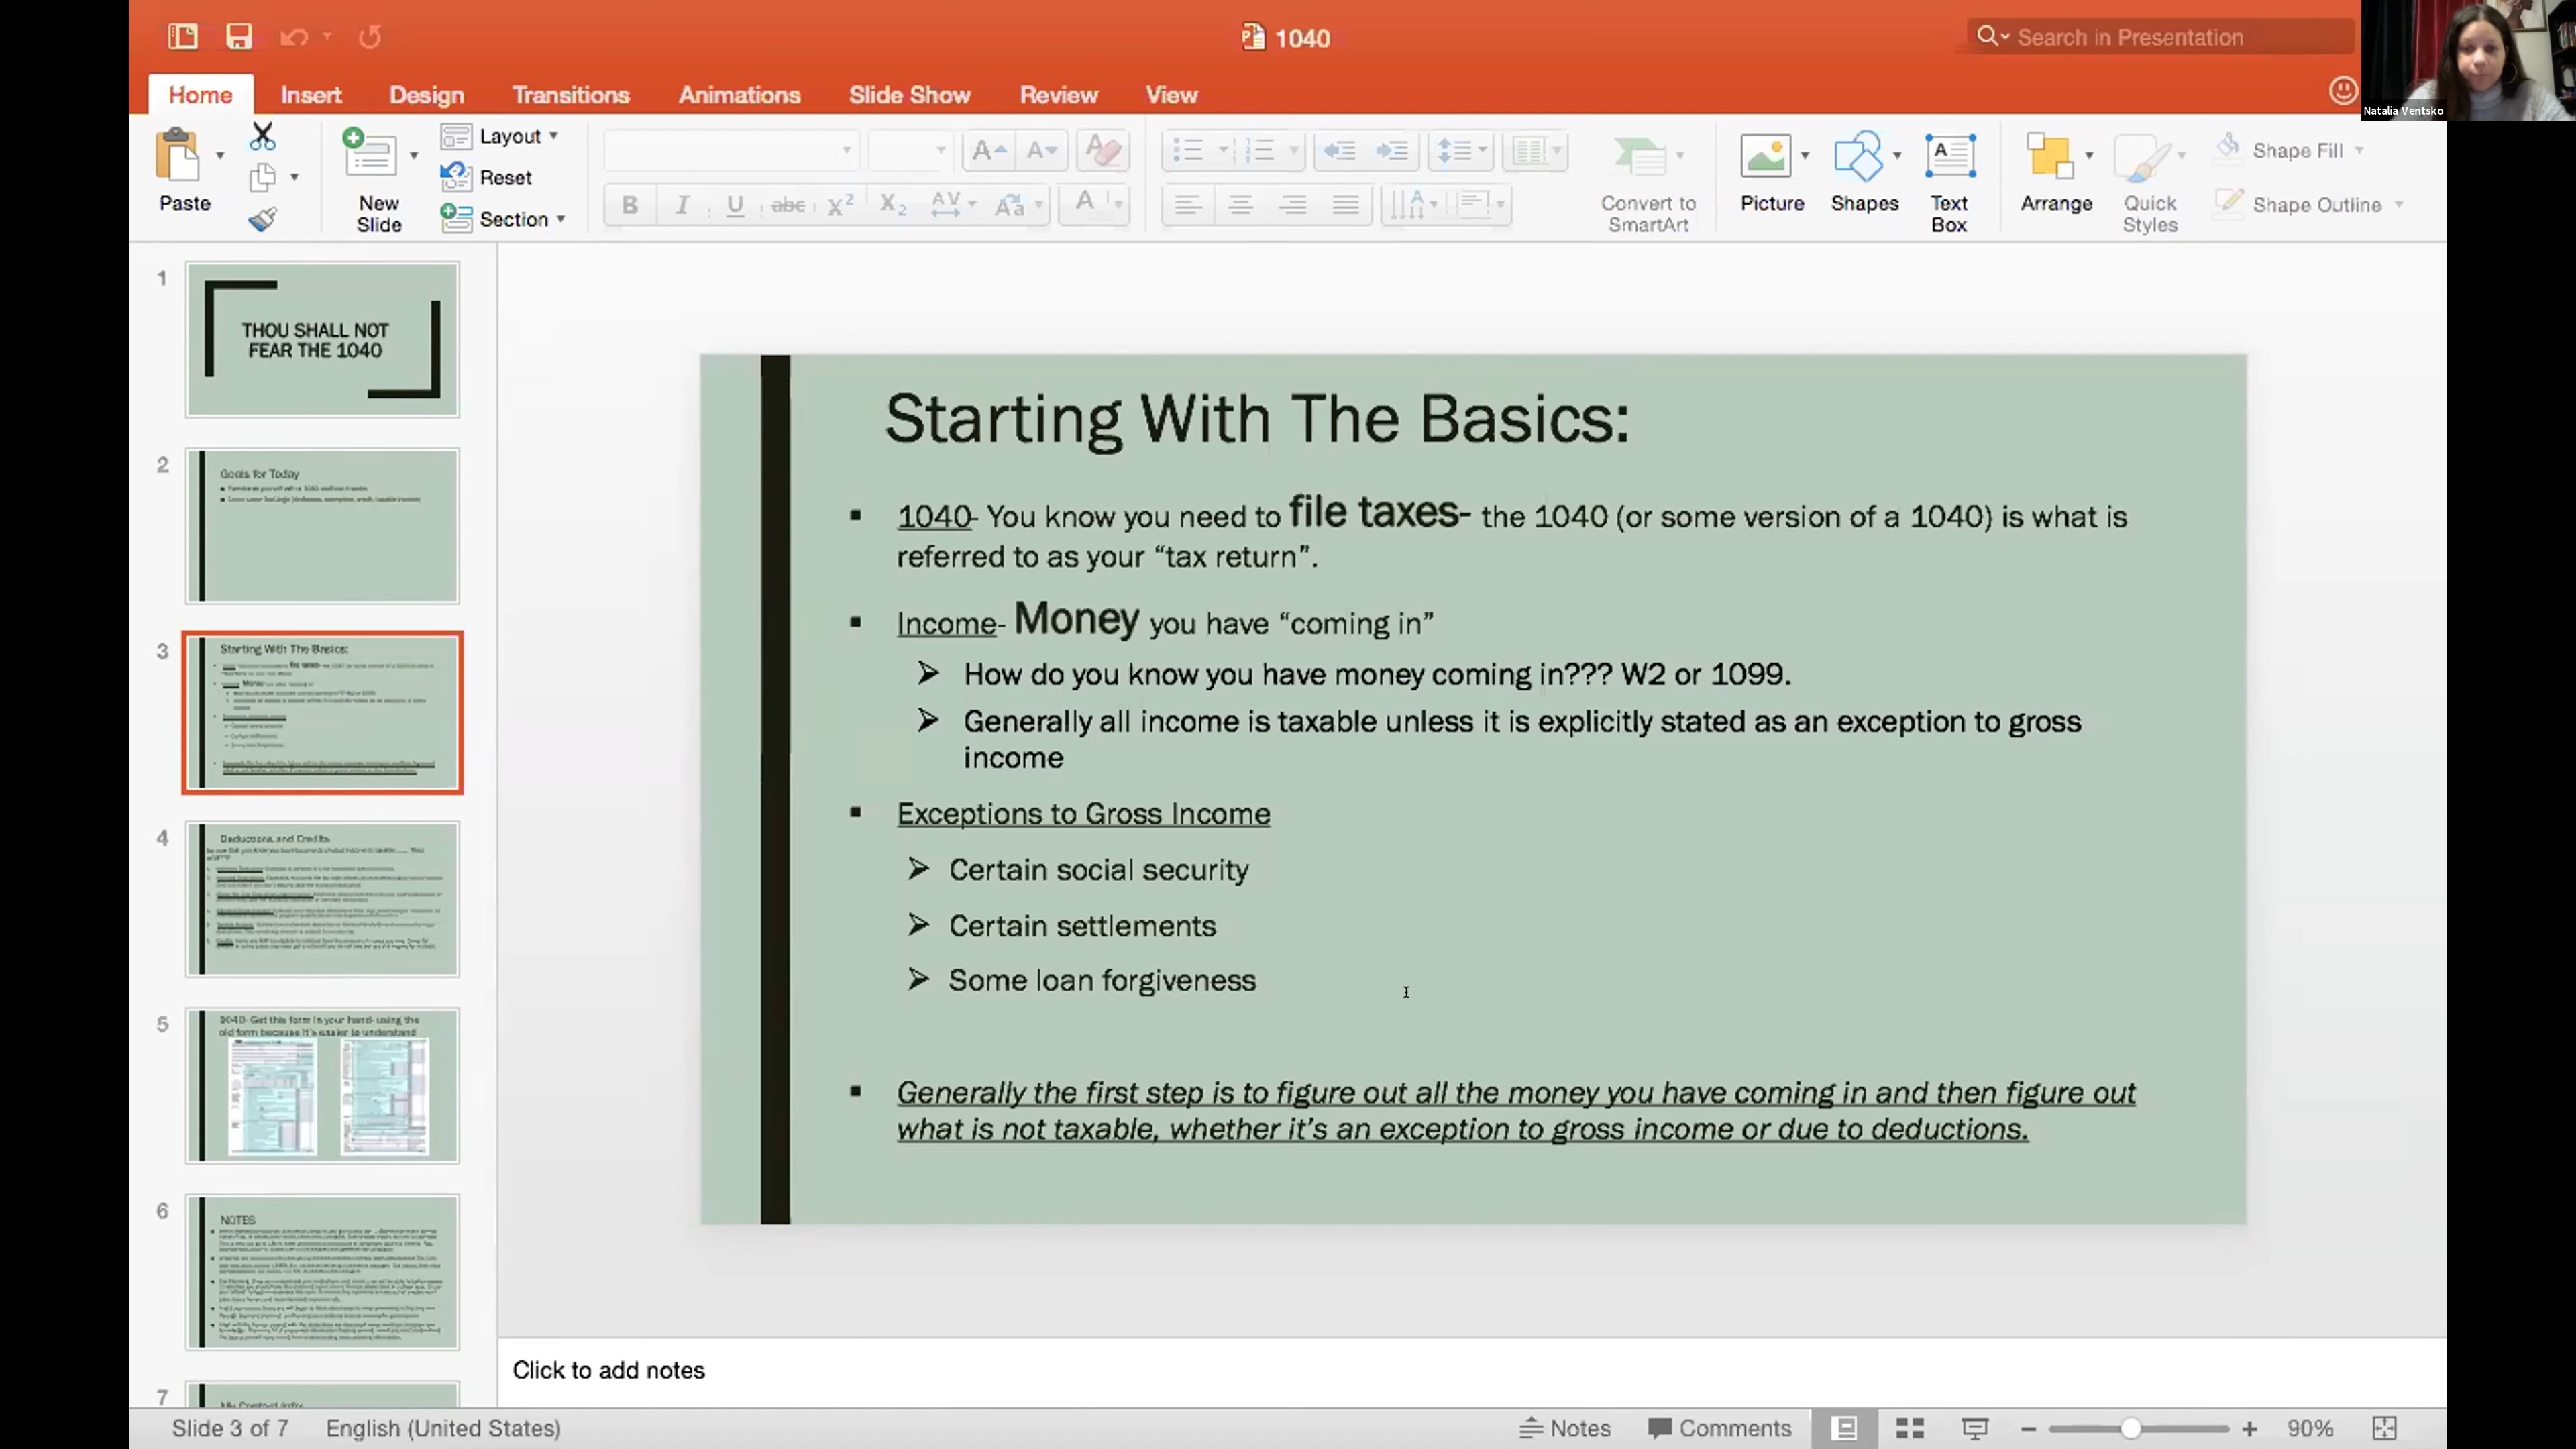 1040
Search in Presentation
Natalia Ventsko
Home
Insert
Design
Transitions
Animations
Slide Show
Review
View
Paste
New
Slide
Layout
Reset
Section
Convert to
SmartArt
Picture
Shapes
Text
Box
Arrange
Quick
Styles
Shape Fill
Shape Outline
1
THOU SHALL NOT
FEAR THE 1040
2
Goals for Today
3
Starting With The Basics:
4
Deductions and Credits
5
1040- Get this form in your hand- using the
old form because it's easier to understand
6
NOTES
7
My Contact Info
Starting With The Basics:
▪ 1040- You know you need to file taxes- the 1040 (or some version of a 1040) is what is
referred to as your “tax return”.
▪ Income- Money you have “coming in”
➢ How do you know you have money coming in??? W2 or 1099.
➢ Generally all income is taxable unless it is explicitly stated as an exception to gross
income
▪ Exceptions to Gross Income
➢ Certain social security
➢ Certain settlements
➢ Some loan forgiveness
▪ Generally the first step is to figure out all the money you have coming in and then figure out
what is not taxable, whether it’s an exception to gross income or due to deductions.
Click to add notes
Slide 3 of 7
English (United States)
Notes
Comments
90%